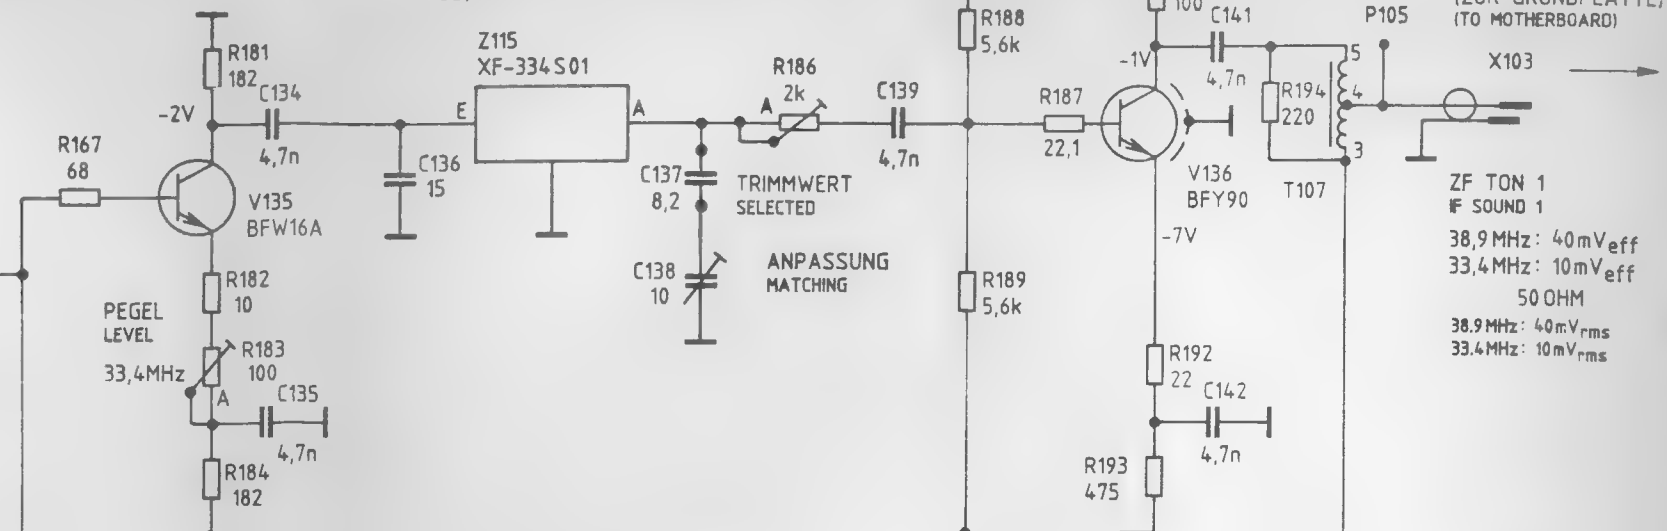 R181
182
-2V
C134
4,7n
R167
68
V135
BFW16A
R182
10
PEGEL
LEVEL
33,4MHz
R183
100
A
C135
4,7n
R184
182
Z115
XF-334S01
E
A
C136
15
C137
8,2
TRIMMWERT
SELECTED
C138
10
ANPASSUNG
MATCHING
R186
2k
A
C139
4,7n
R188
5,6k
R187
22,1
R189
5,6k
100
C141
4,7n
-1V
V136
BFY90
-7V
R192
22
C142
4,7n
R193
475
R194
220
5
4
3
T107
P105
(TO MOTHERBOARD)
X103
ZF TON 1
IF SOUND 1
38,9MHz: 40mVeff
33,4MHz: 10mVeff
50 OHM
38.9MHz: 40mVrms
33.4MHz: 10mVrms